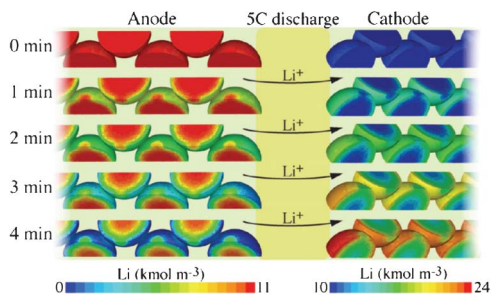 Anode 5C discharge Cathode
0 min
1 min Li⁺
2 min Li⁺
3 min Li⁺
4 min Li⁺
Li (kmol m⁻³) Li (kmol m⁻³)
0 11 10 24